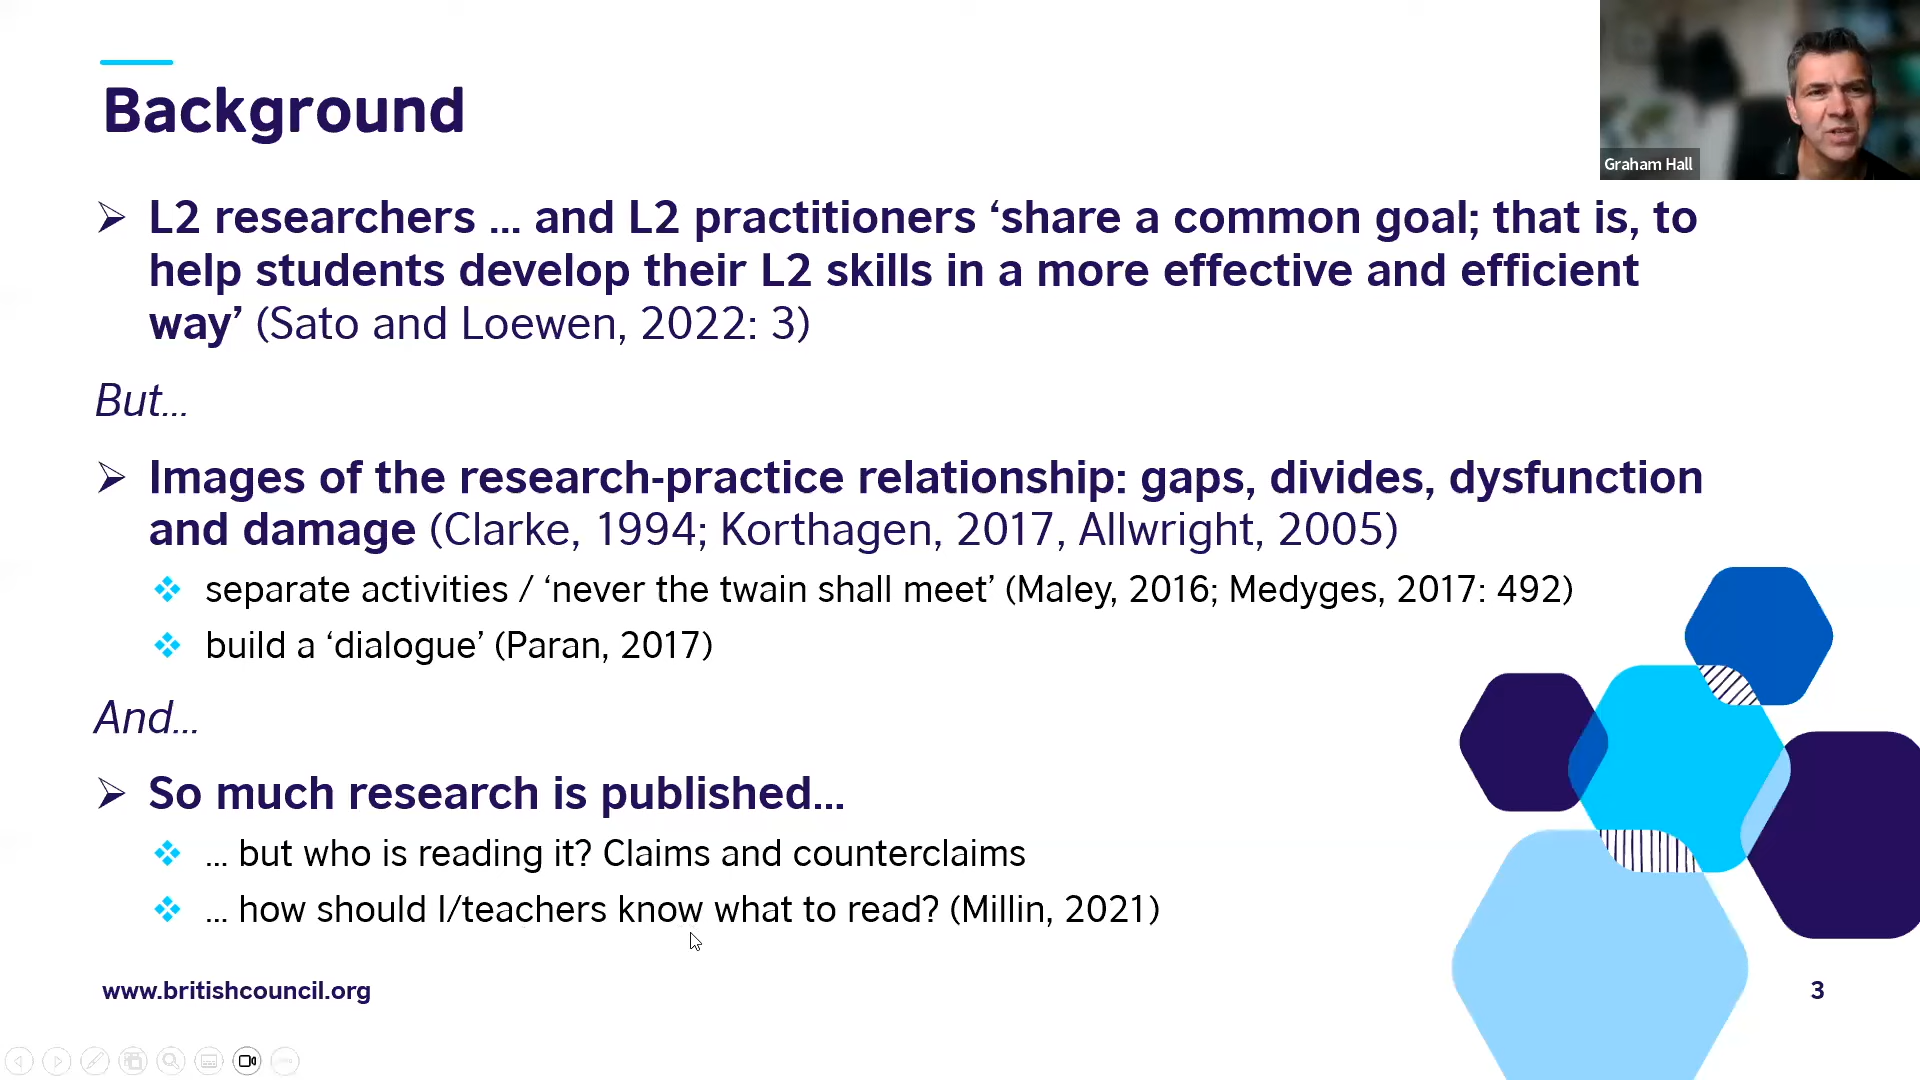 Background
Graham Hall
L2 researchers ... and L2 practitioners ‘share a common goal; that is, to
help students develop their L2 skills in a more effective and efficient
way’ (Sato and Loewen, 2022: 3)
But...
Images of the research-practice relationship: gaps, divides, dysfunction
and damage (Clarke, 1994; Korthagen, 2017, Allwright, 2005)
separate activities / ‘never the twain shall meet’ (Maley, 2016; Medyges, 2017: 492)
build a ‘dialogue’ (Paran, 2017)
And...
So much research is published...
... but who is reading it? Claims and counterclaims
... how should I/teachers know what to read? (Millin, 2021)
www.britishcouncil.org
3